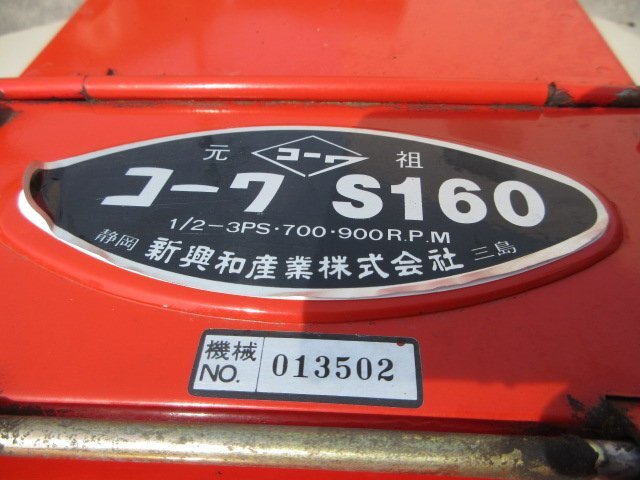 元 コーワ 祖
コーワ S160
1/2-3PS・700・900R.P.M
静岡 新興和産業株式会社 三島
機械 NO. 013502